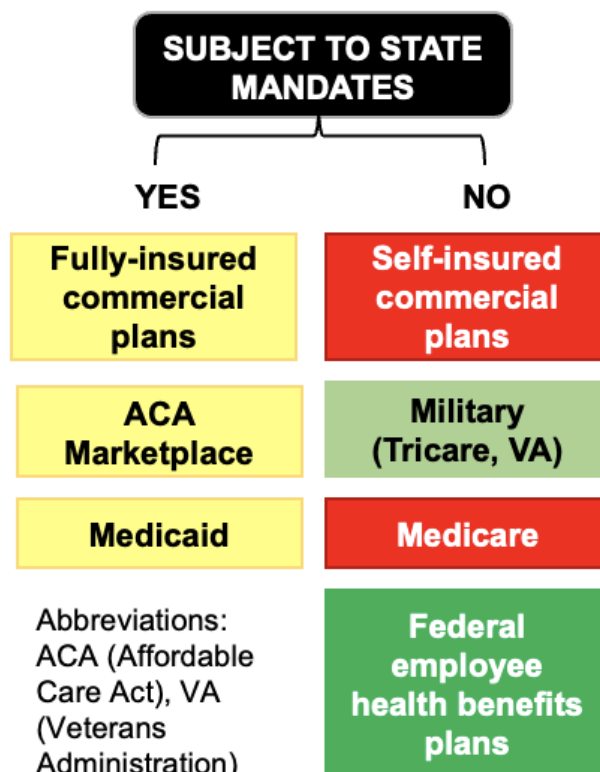 SUBJECT TO STATE
MANDATES
YES
NO
Fully-insured
commercial
plans
Self-insured
commercial
plans
ACA
Marketplace
Military
(Tricare, VA)
Medicaid
Medicare
Abbreviations:
ACA (Affordable
Care Act), VA
(Veterans
Administration)
Federal
employee
health benefits
plans